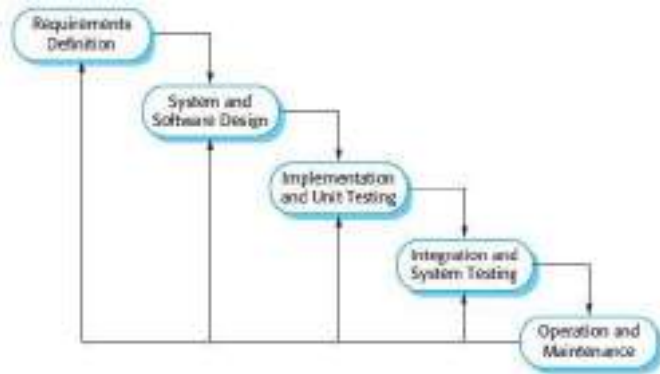 Requirements
Definition
System and
Software Design
Implementation
and Unit Testing
Integration and
System Testing
Operation and
Maintenance